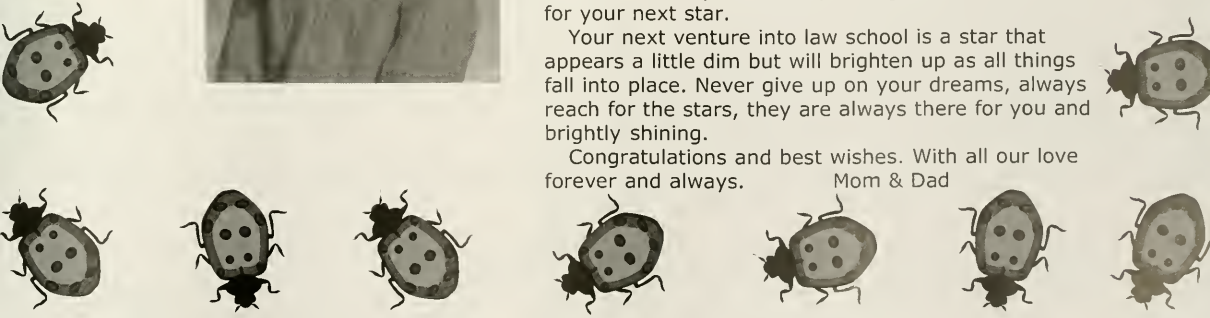 for your next star.
Your next venture into law school is a star that
appears a little dim but will brighten up as all things
fall into place. Never give up on your dreams, always
reach for the stars, they are always there for you and
brightly shining.
Congratulations and best wishes. With all our love
forever and always. Mom & Dad